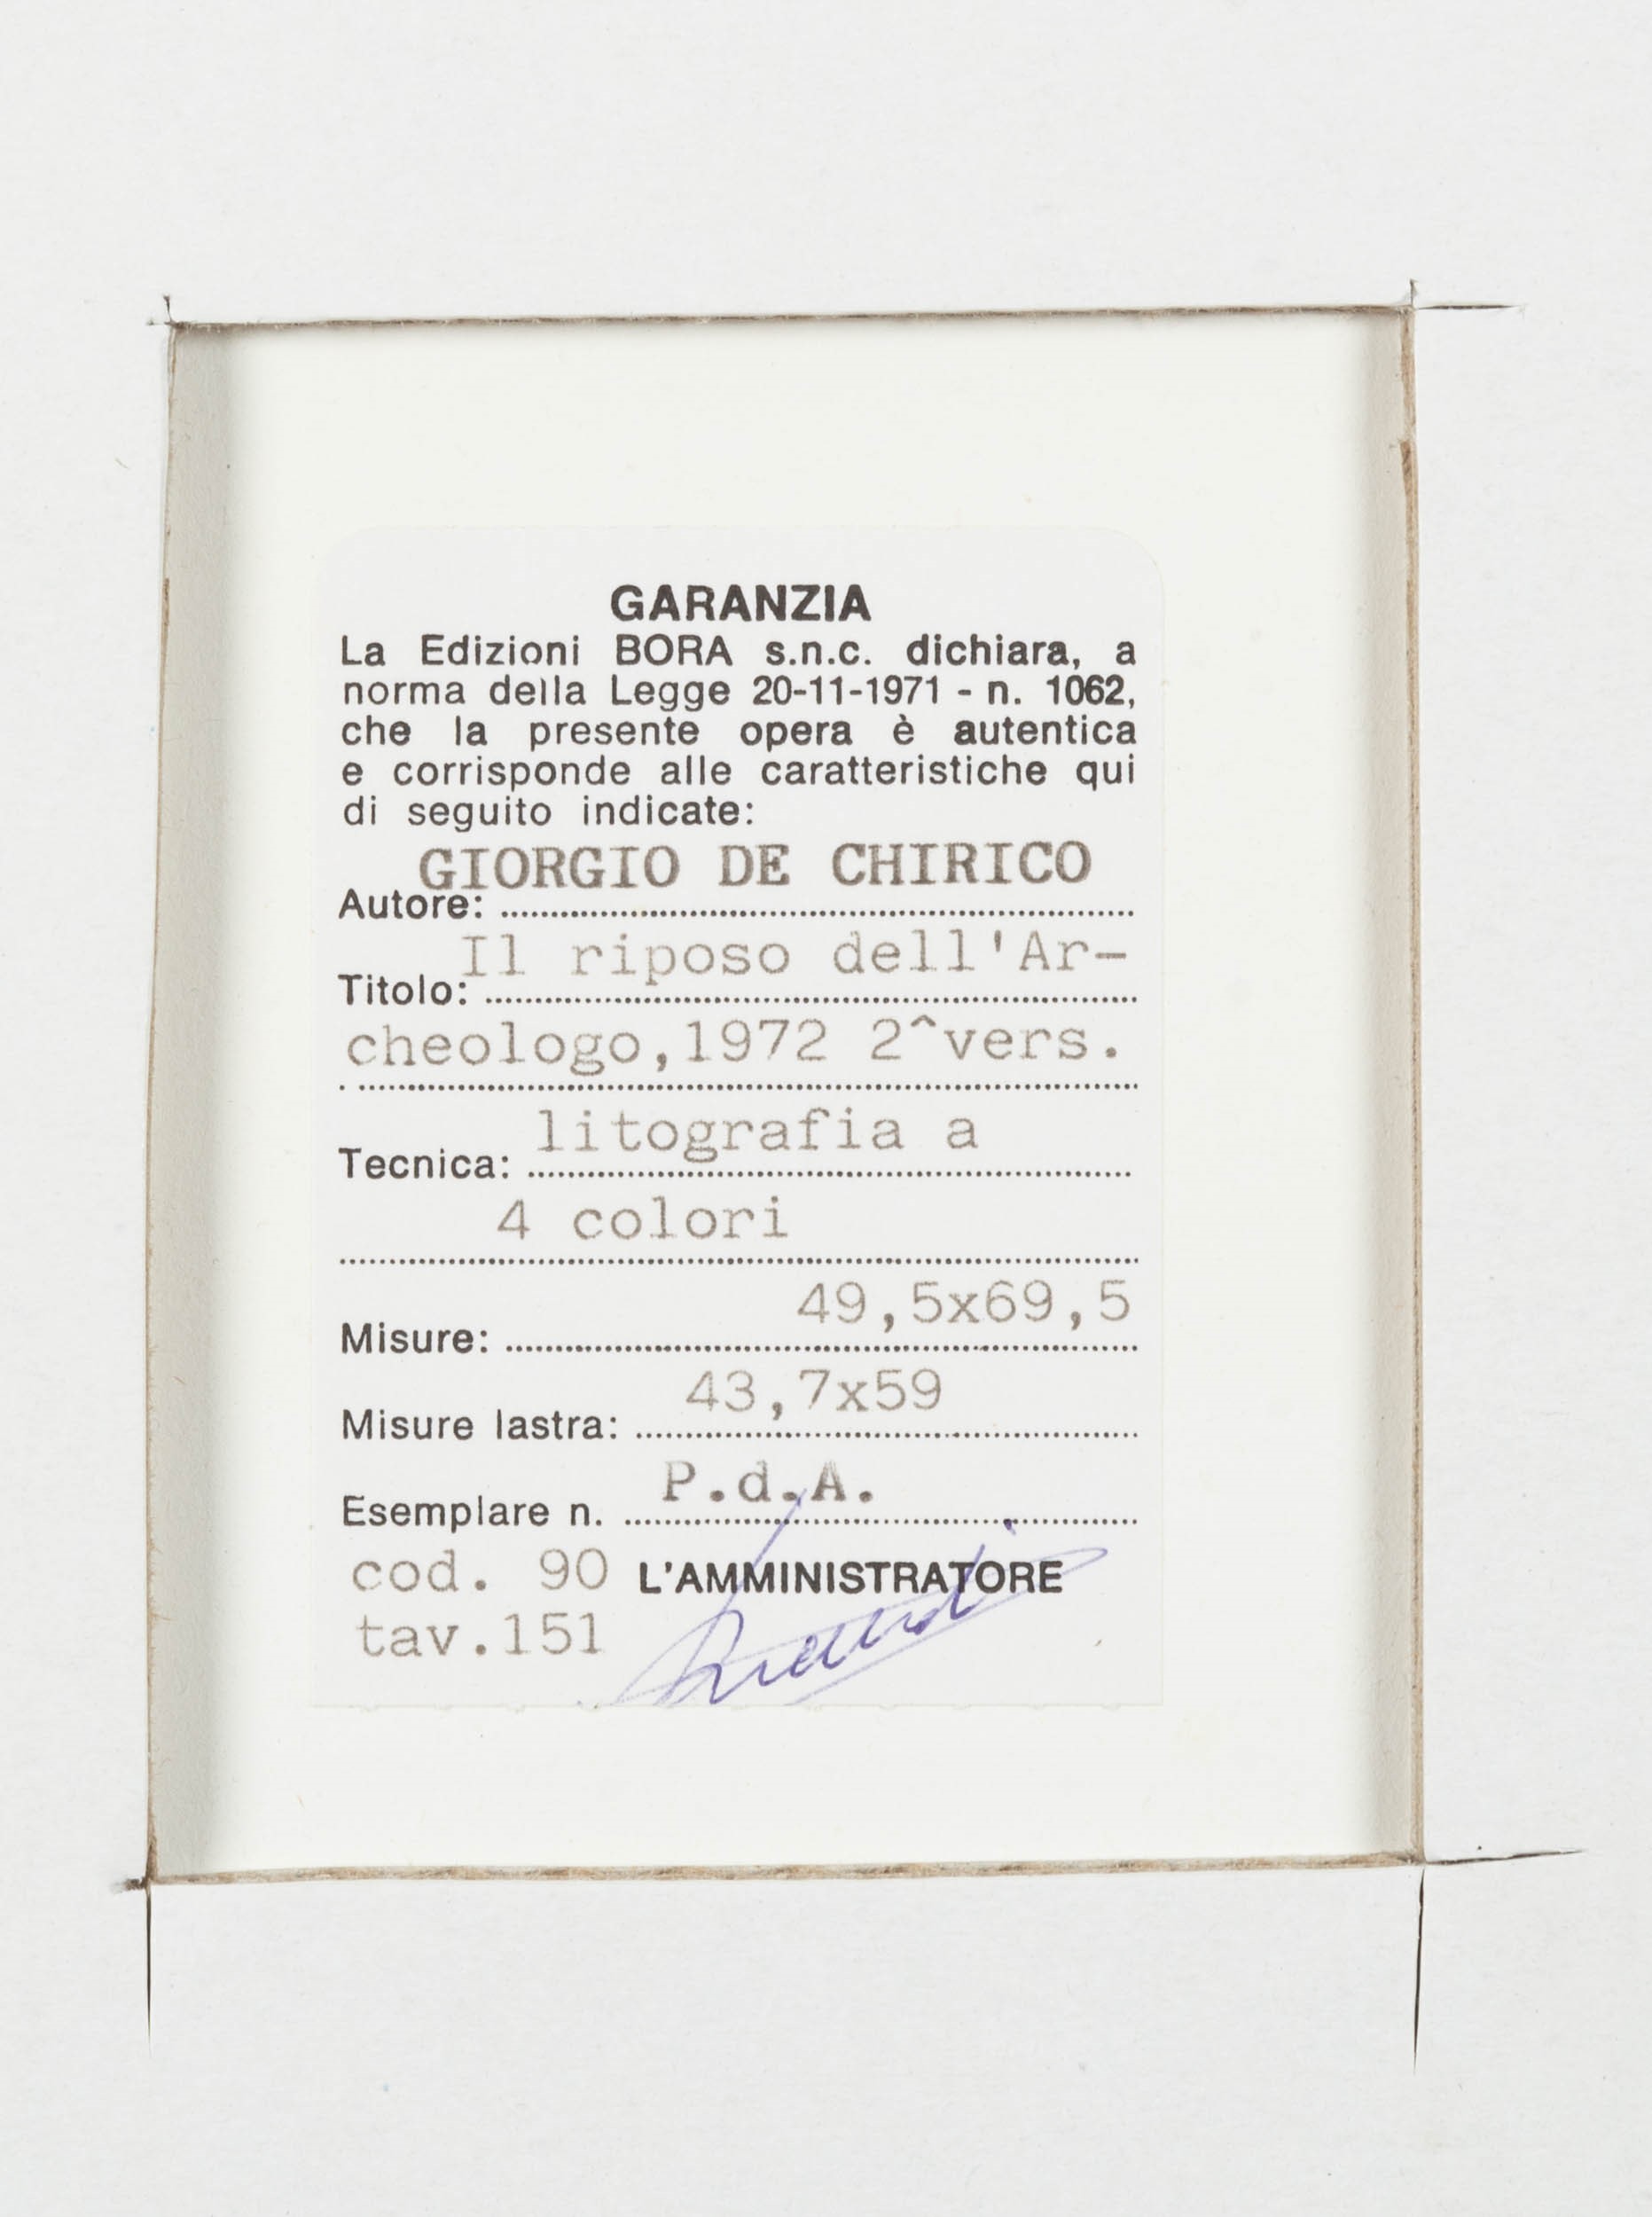 GARANZIA
La Edizioni BORA s.n.c. dichiara, a
norma della Legge 20-11-1971 - n. 1062,
che la presente opera è autentica
e corrisponde alle caratteristiche qui
di seguito indicate:
Autore: GIORGIO DE CHIRICO
Titolo: Il riposo dell'Ar-
cheologo,1972 2^vers.
Tecnica: litografia a
4 colori
Misure: 49,5x69,5
Misure lastra: 43,7x59
Esemplare n. P.d.A.
cod. 90 L'AMMINISTRATORE
tav.151